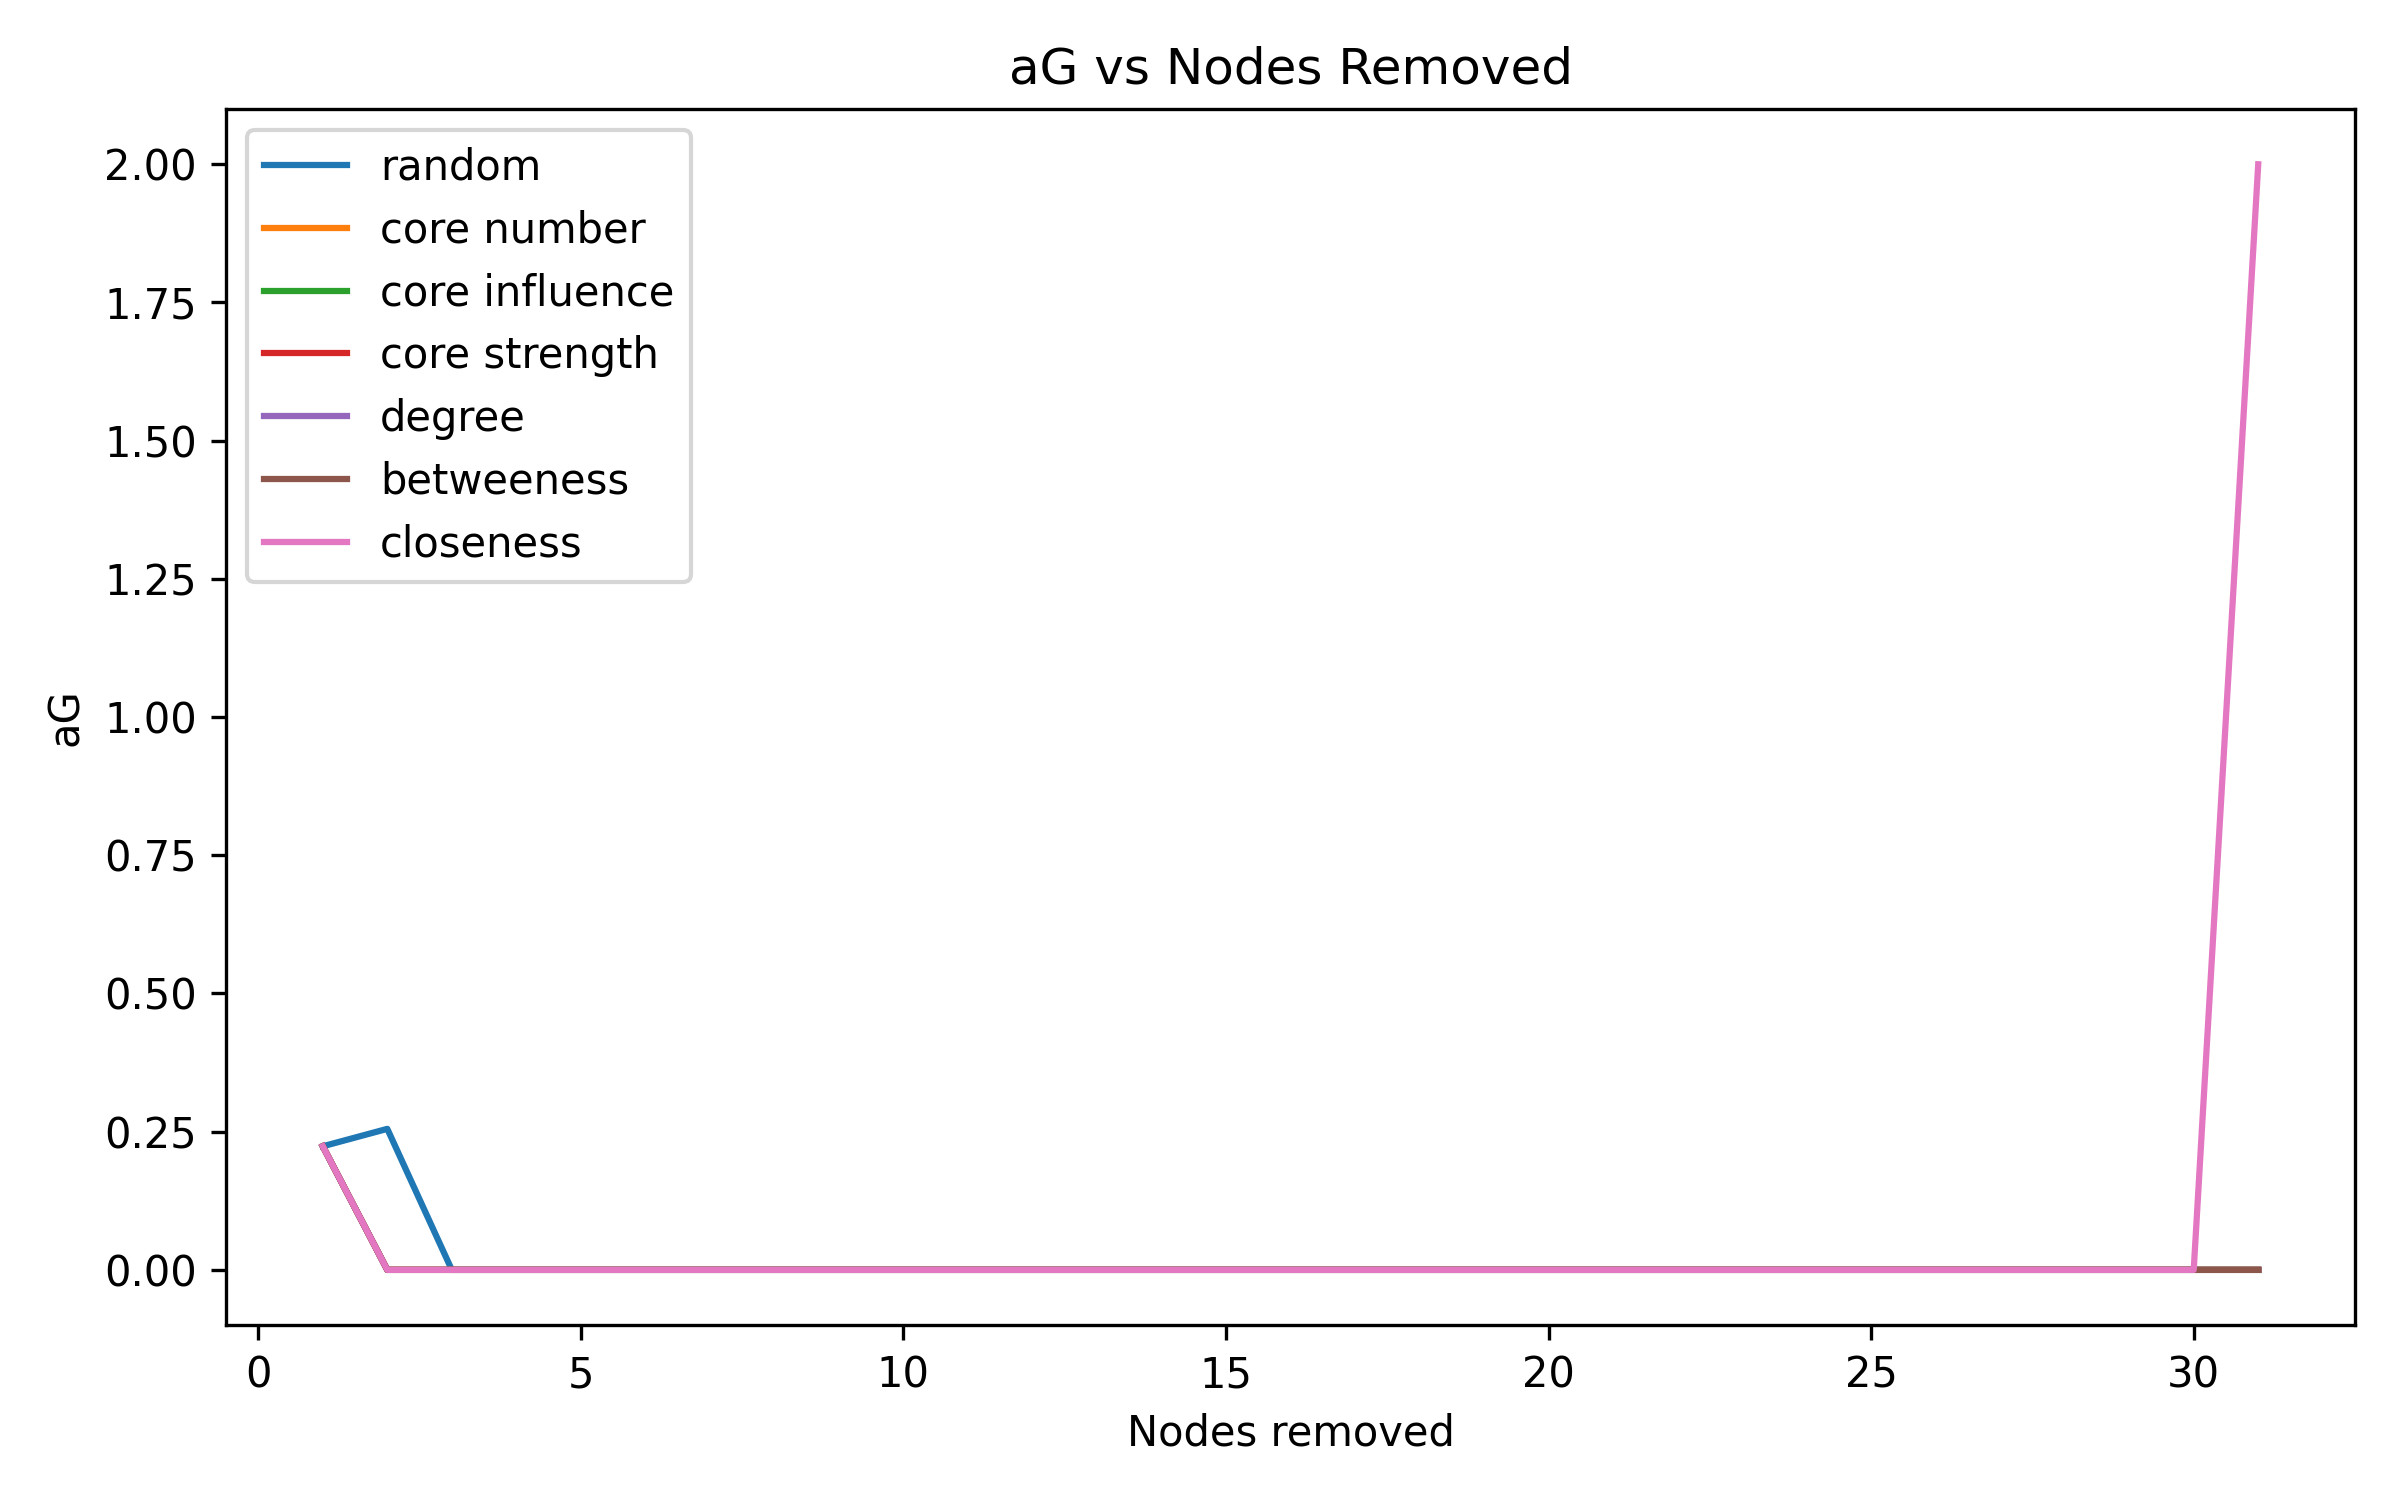 aG vs Nodes Removed
2.00
1.75
1.50
1.25
1.00
0.75
0.50
0.25
0.00
aG
random
core number
core influence
core strength
degree
betweeness
closeness
0 5 10 15 20 25 30
Nodes removed